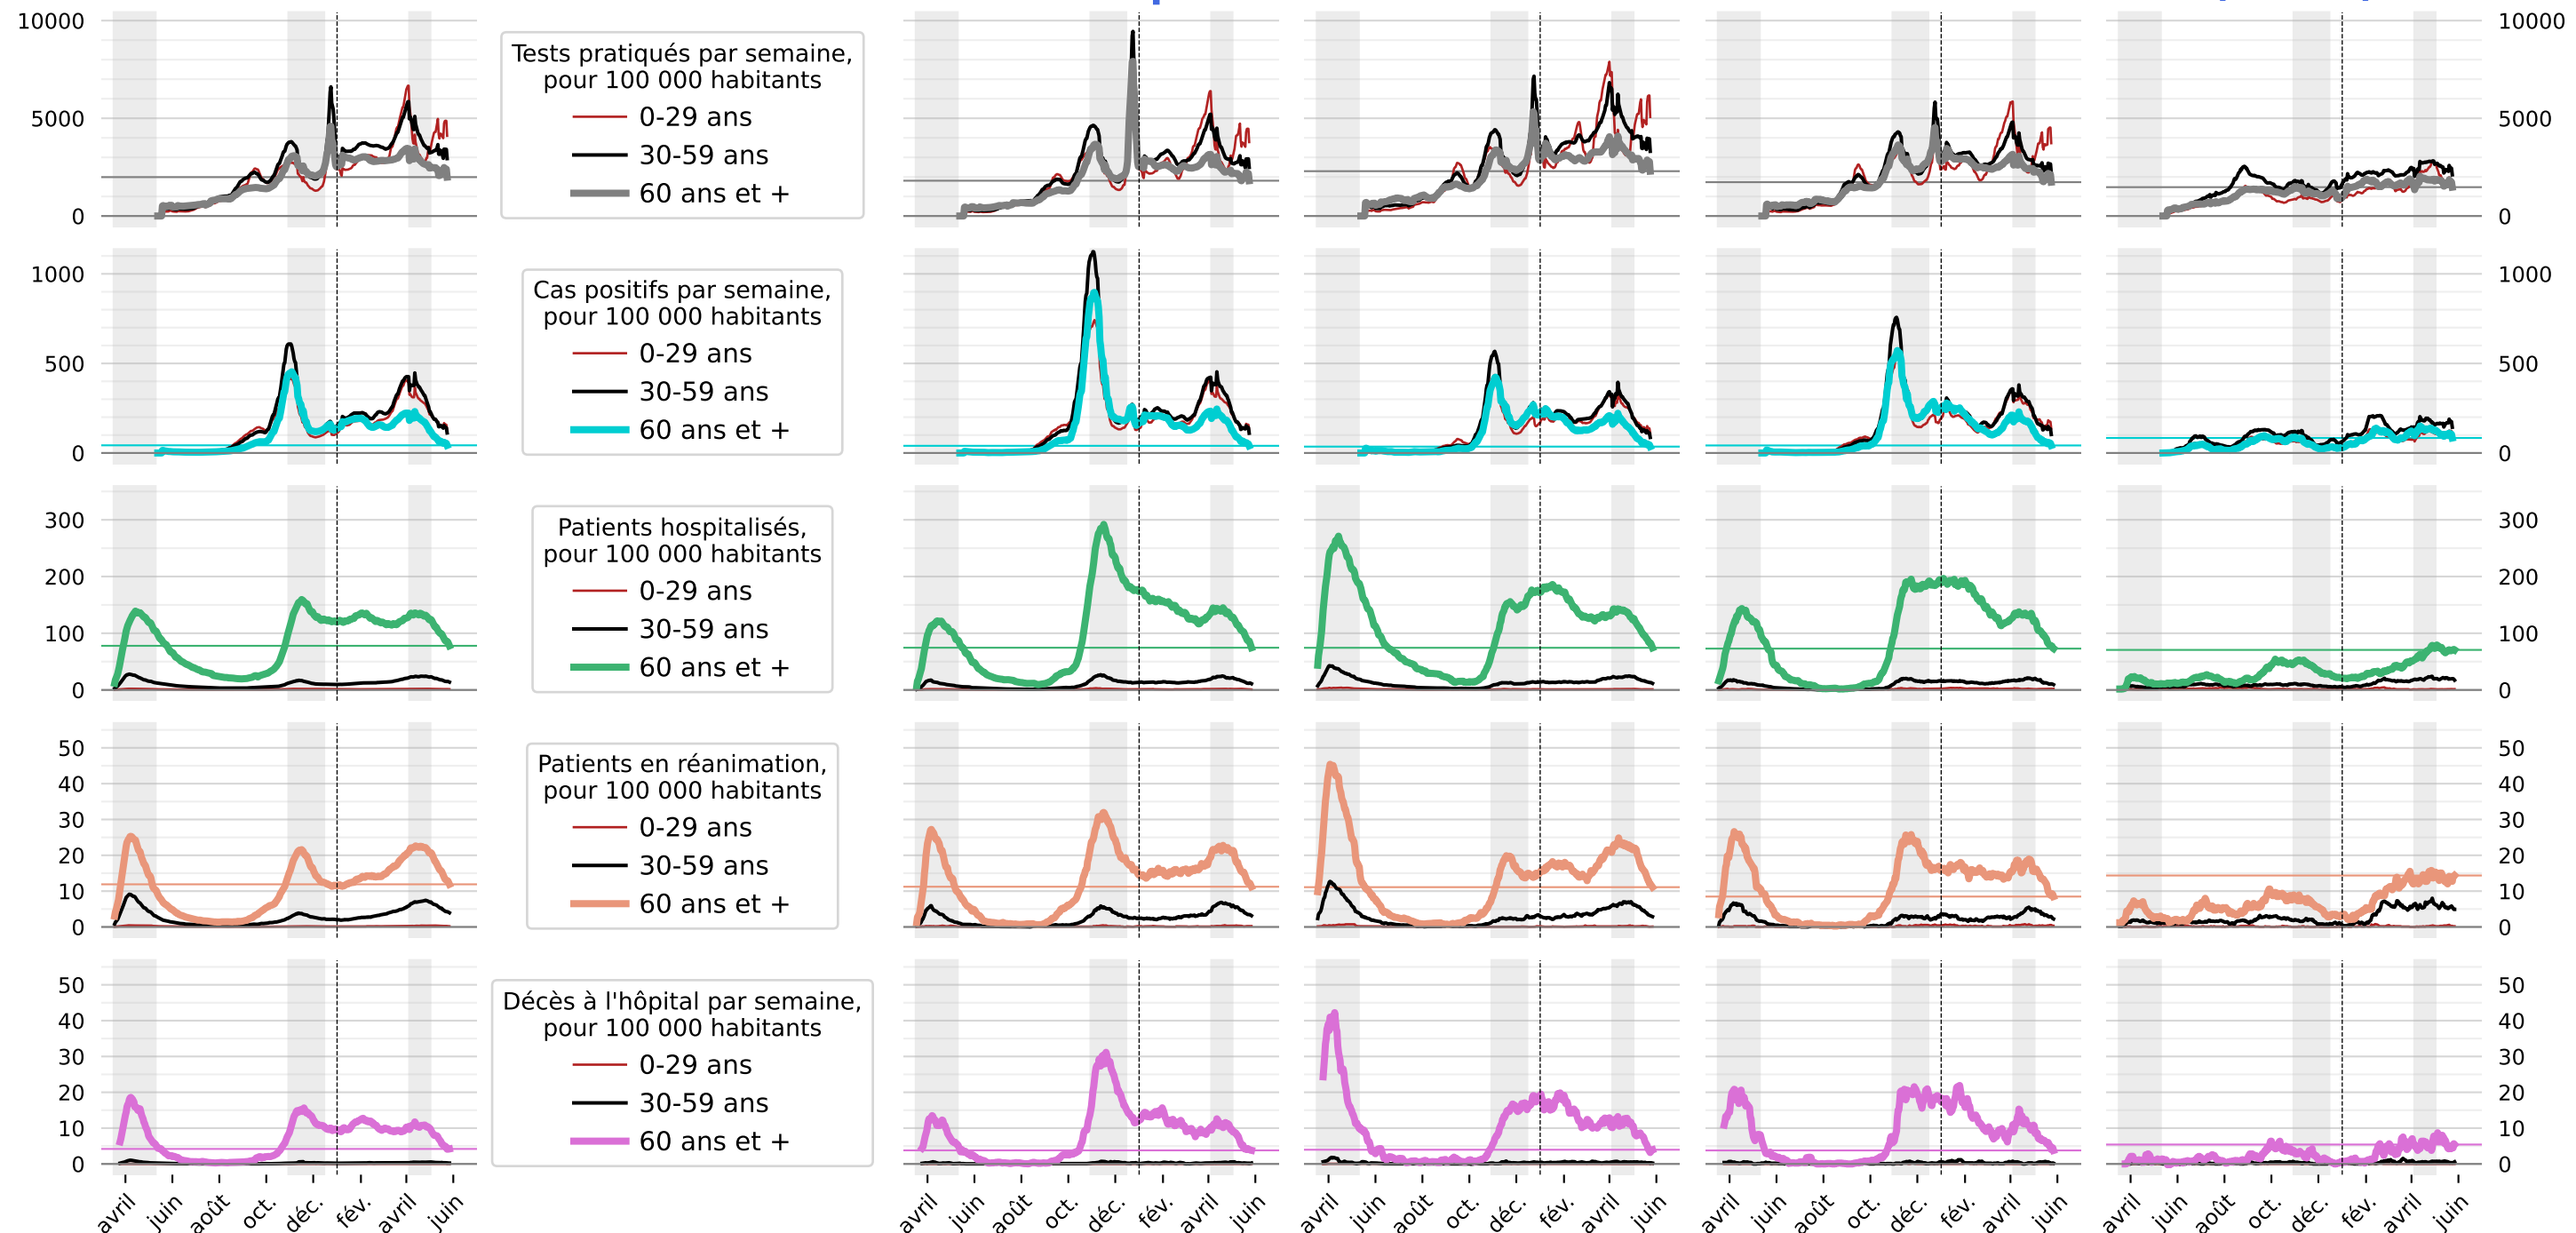 10000
5000
0
Tests pratiqués par semaine,
pour 100 000 habitants
0-29 ans
30-59 ans
60 ans et +
10000
5000
0
1000
500
0
Cas positifs par semaine,
pour 100 000 habitants
0-29 ans
30-59 ans
60 ans et +
1000
500
0
300
200
100
0
Patients hospitalisés,
pour 100 000 habitants
0-29 ans
30-59 ans
60 ans et +
300
200
100
0
50
40
30
20
10
0
Patients en réanimation,
pour 100 000 habitants
0-29 ans
30-59 ans
60 ans et +
50
40
30
20
10
0
50
40
30
20
10
0
Décès à l'hôpital par semaine,
pour 100 000 habitants
0-29 ans
30-59 ans
60 ans et +
50
40
30
20
10
0
avril juin août oct. déc. fév. avril juin
avril juin août oct. déc. fév. avril juin
avril juin août oct. déc. fév. avril juin
avril juin août oct. déc. fév. avril juin
avril juin août oct. déc. fév. avril juin